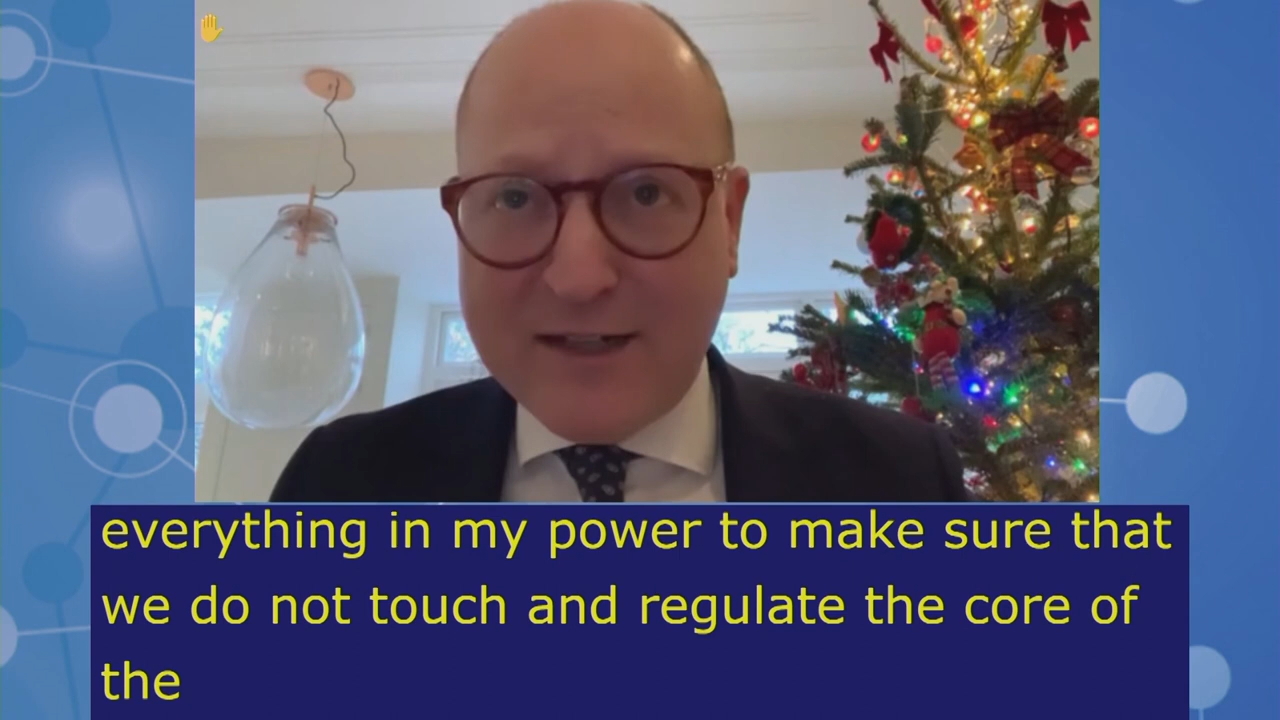 everything in my power to make sure that
we do not touch and regulate the core of
the